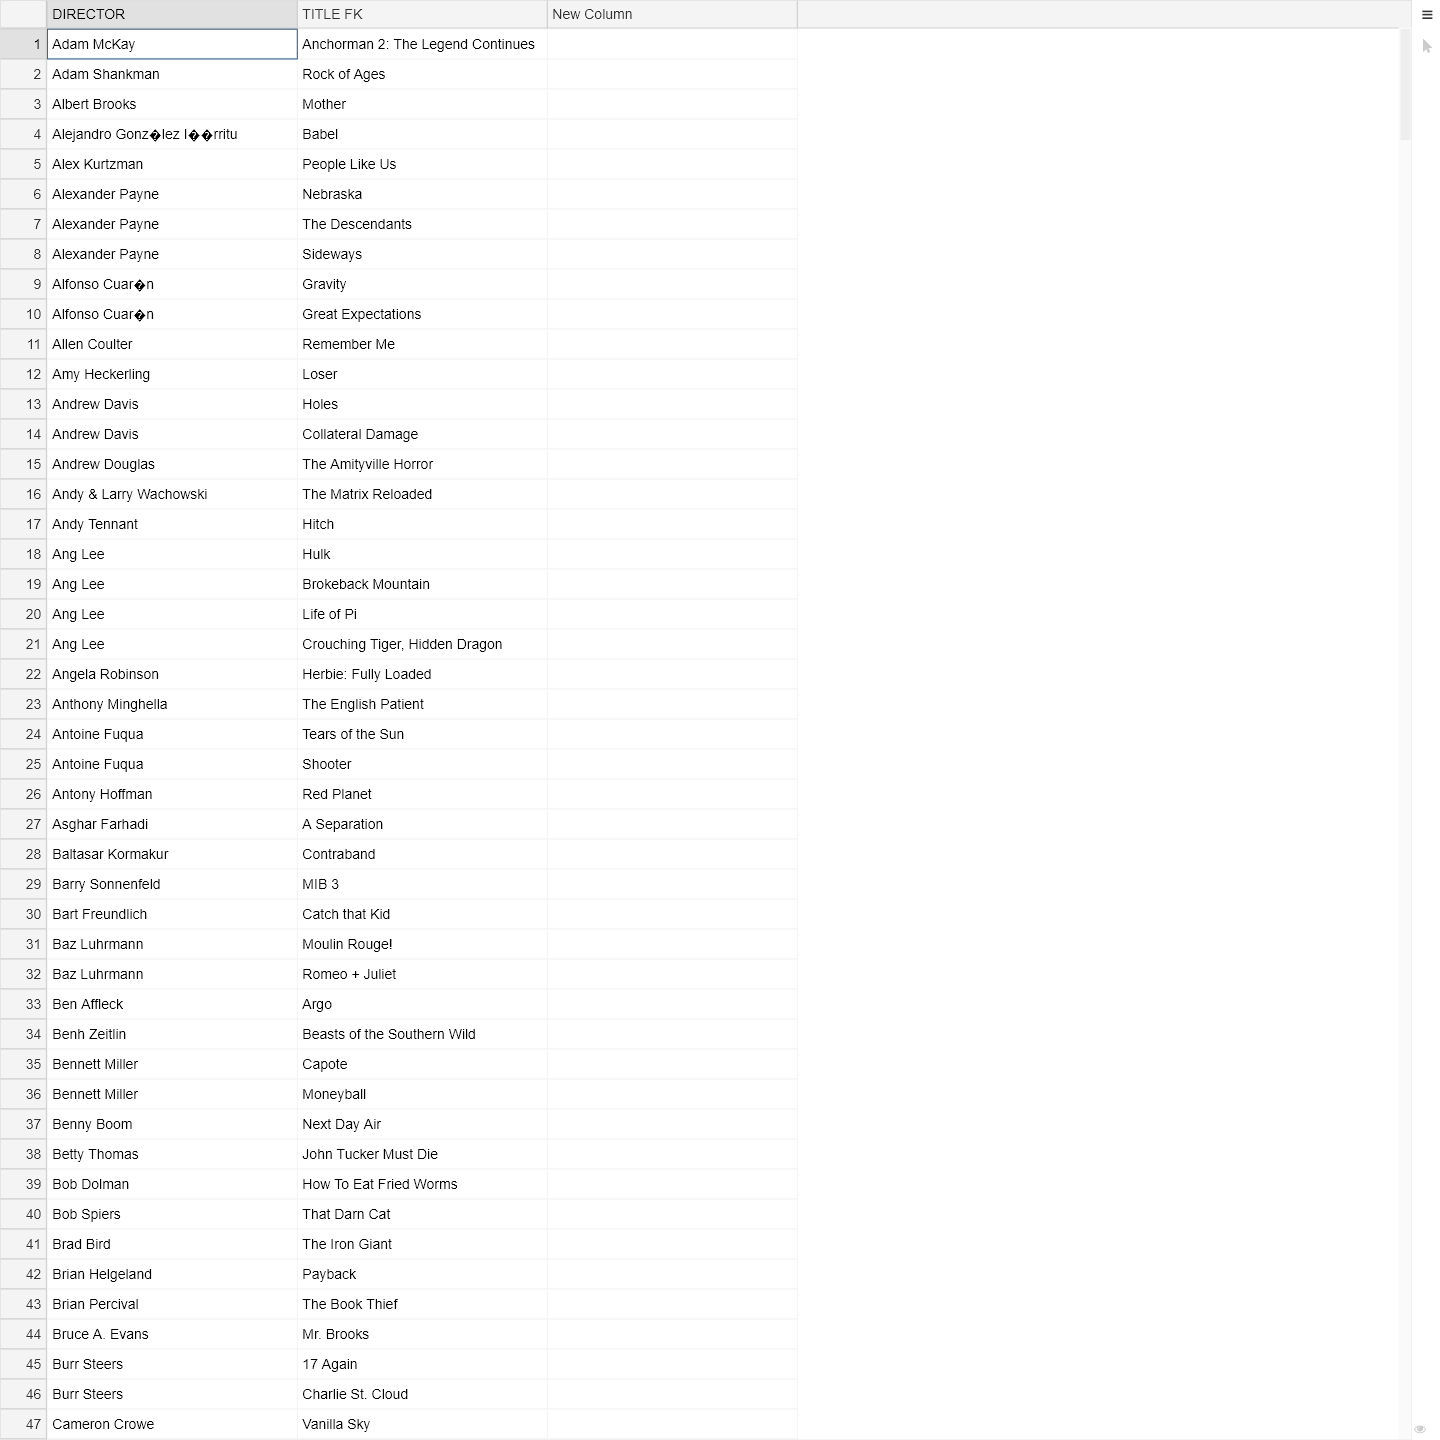 DIRECTOR TITLE FK New Column
1 Adam McKay Anchorman 2: The Legend Continues
2 Adam Shankman Rock of Ages
3 Albert Brooks Mother
4 Alejandro Gonz�lez I��rritu Babel
5 Alex Kurtzman People Like Us
6 Alexander Payne Nebraska
7 Alexander Payne The Descendants
8 Alexander Payne Sideways
9 Alfonso Cuar�n Gravity
10 Alfonso Cuar�n Great Expectations
11 Allen Coulter Remember Me
12 Amy Heckerling Loser
13 Andrew Davis Holes
14 Andrew Davis Collateral Damage
15 Andrew Douglas The Amityville Horror
16 Andy & Larry Wachowski The Matrix Reloaded
17 Andy Tennant Hitch
18 Ang Lee Hulk
19 Ang Lee Brokeback Mountain
20 Ang Lee Life of Pi
21 Ang Lee Crouching Tiger, Hidden Dragon
22 Angela Robinson Herbie: Fully Loaded
23 Anthony Minghella The English Patient
24 Antoine Fuqua Tears of the Sun
25 Antoine Fuqua Shooter
26 Antony Hoffman Red Planet
27 Asghar Farhadi A Separation
28 Baltasar Kormakur Contraband
29 Barry Sonnenfeld MIB 3
30 Bart Freundlich Catch that Kid
31 Baz Luhrmann Moulin Rouge!
32 Baz Luhrmann Romeo + Juliet
33 Ben Affleck Argo
34 Benh Zeitlin Beasts of the Southern Wild
35 Bennett Miller Capote
36 Bennett Miller Moneyball
37 Benny Boom Next Day Air
38 Betty Thomas John Tucker Must Die
39 Bob Dolman How To Eat Fried Worms
40 Bob Spiers That Darn Cat
41 Brad Bird The Iron Giant
42 Brian Helgeland Payback
43 Brian Percival The Book Thief
44 Bruce A. Evans Mr. Brooks
45 Burr Steers 17 Again
46 Burr Steers Charlie St. Cloud
47 Cameron Crowe Vanilla Sky